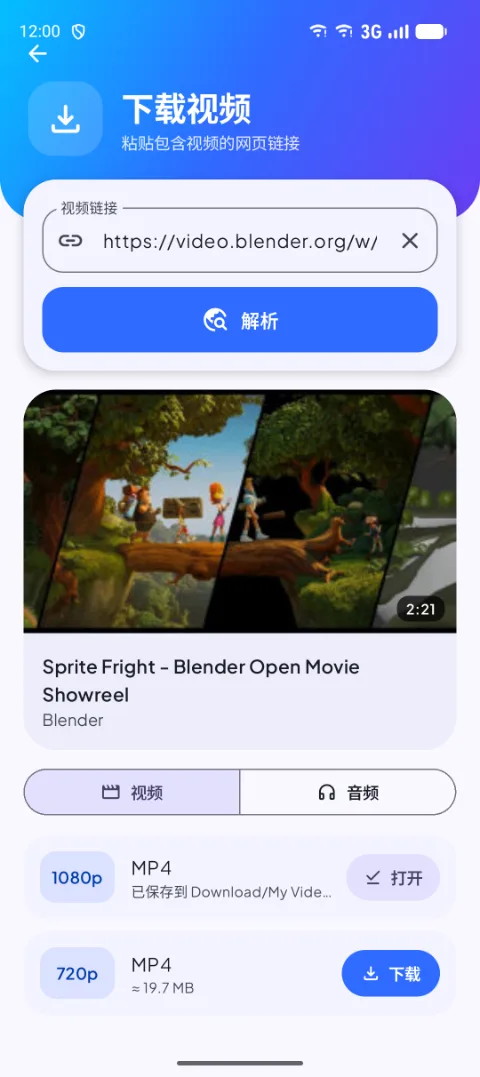 12:00
3G
下载视频
粘贴包含视频的网页链接
视频链接
https://video.blender.org/w/
解析
2:21
Sprite Fright - Blender Open Movie
Showreel
Blender
视频
音频
1080p
MP4
已保存到 Download/My Vide...
打开
720p
MP4
≈ 19.7 MB
下载